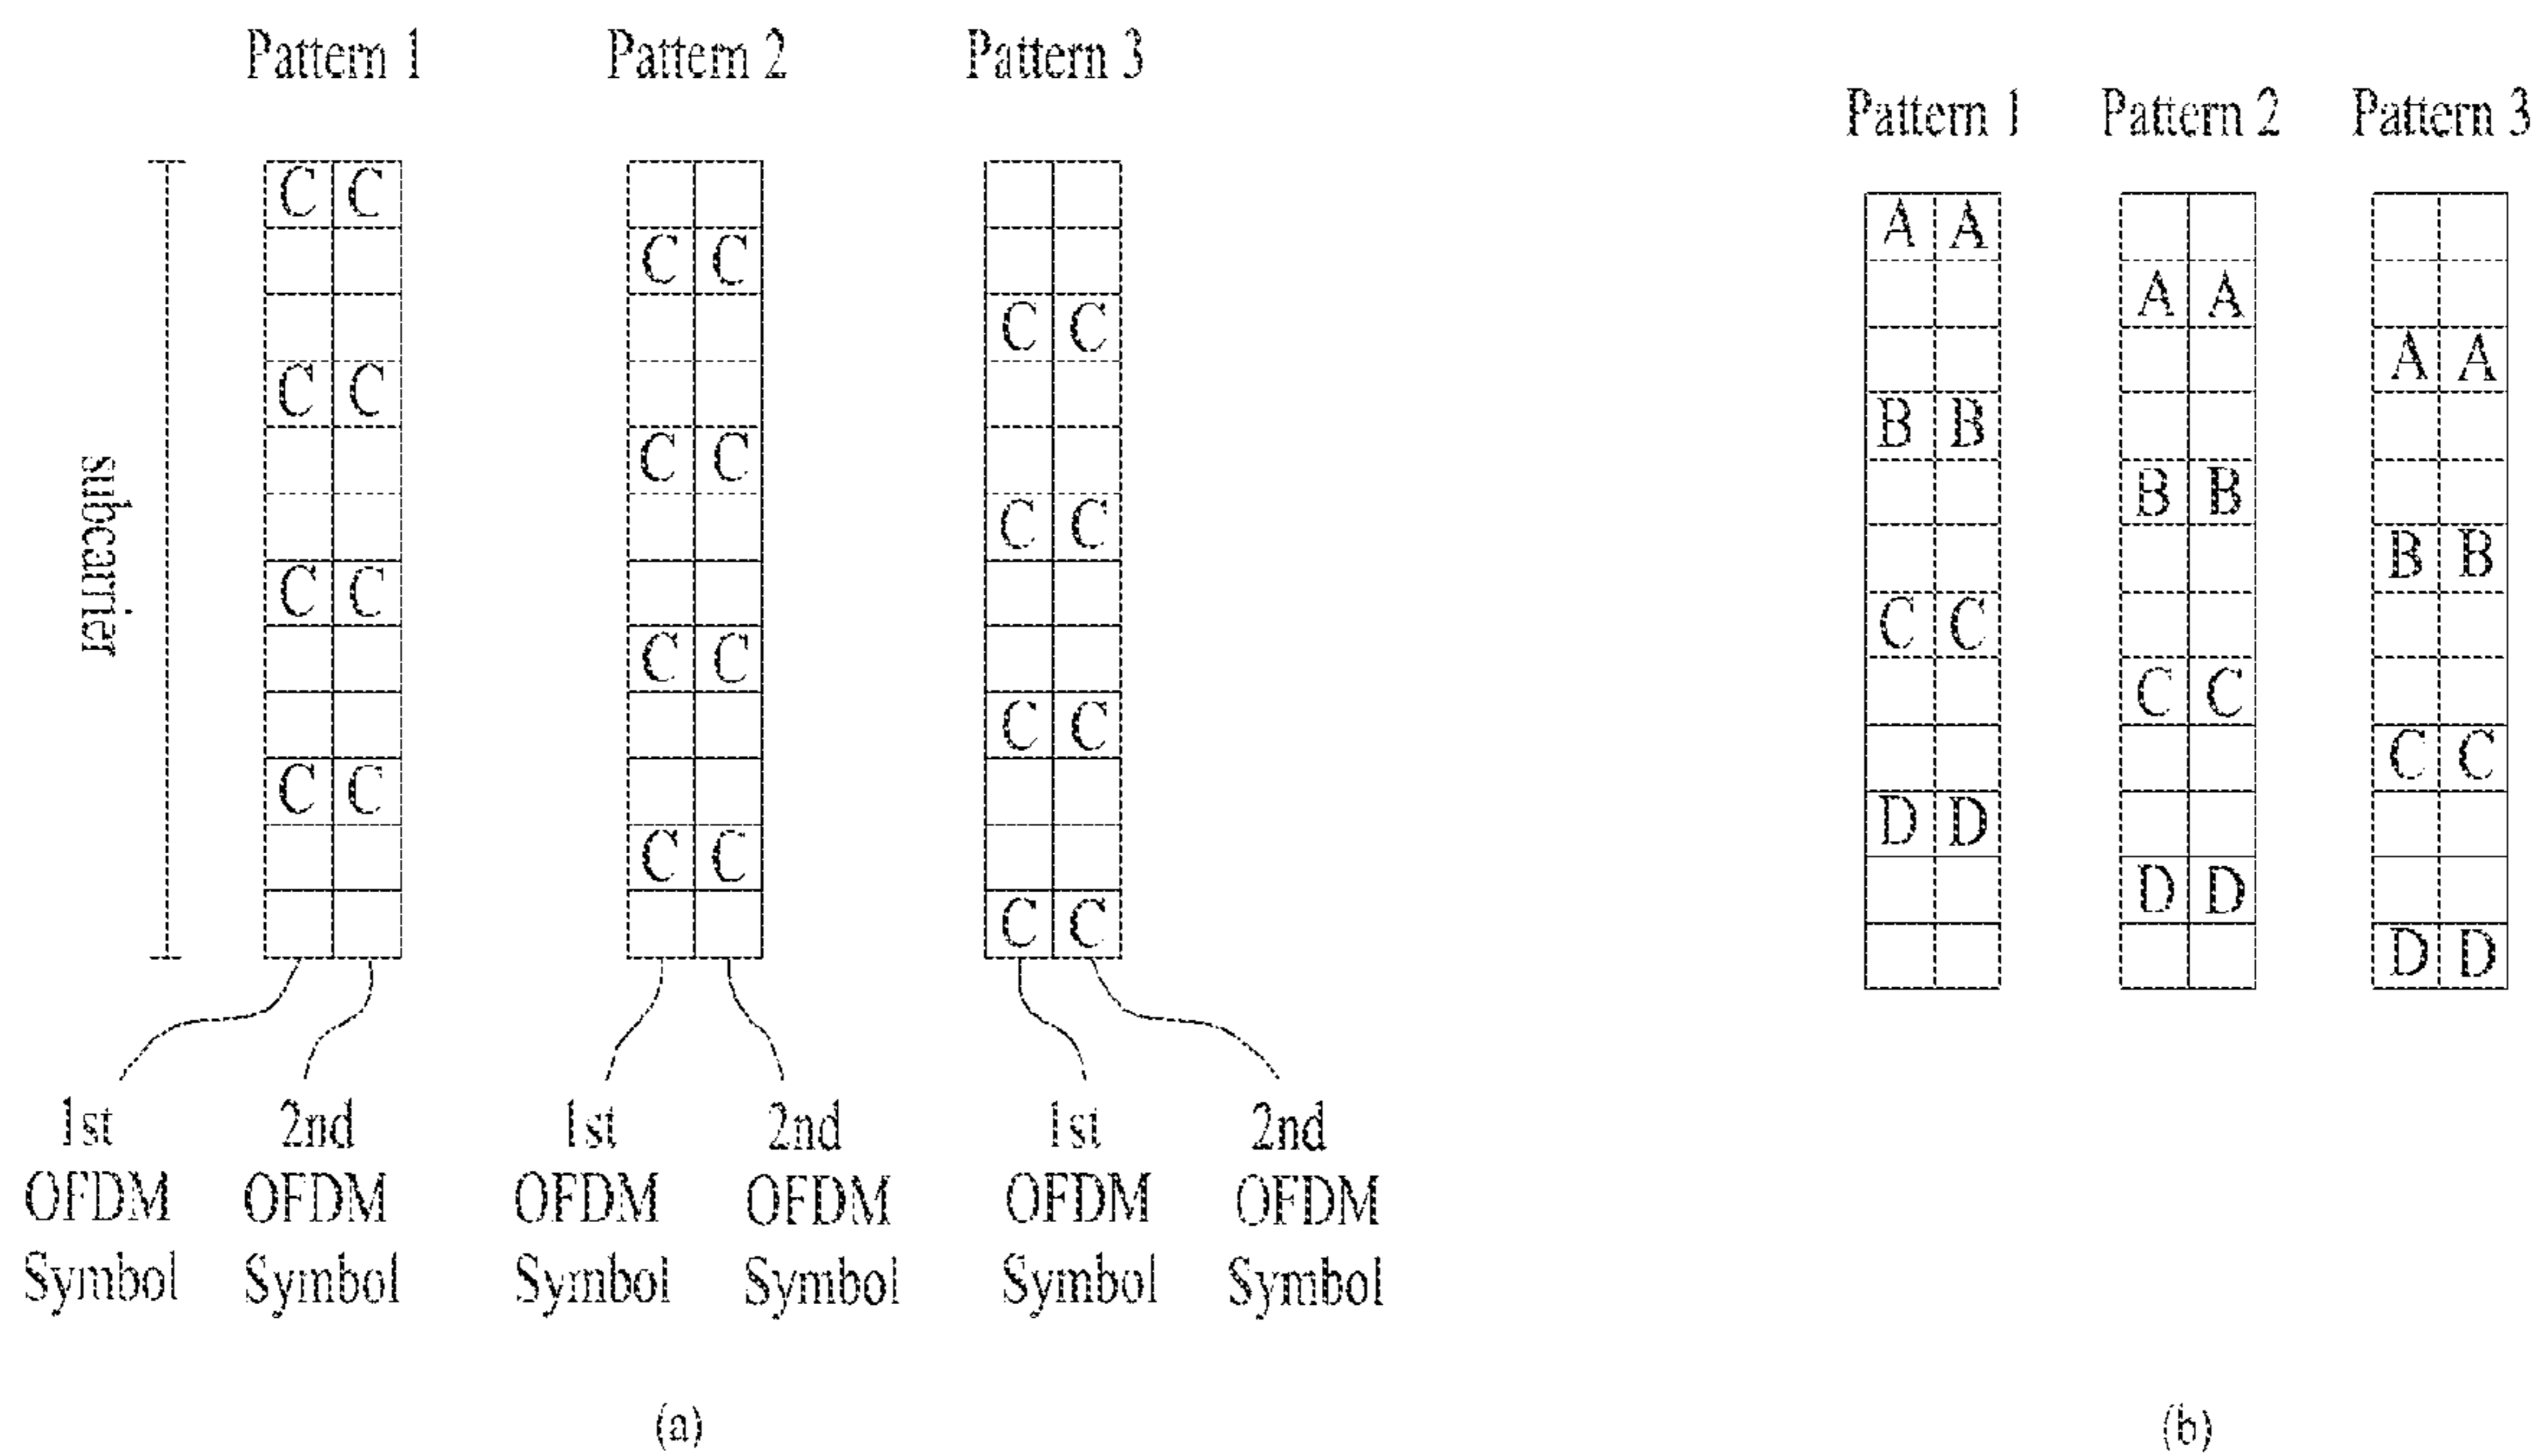 Pattern 1 Pattern 2 Pattern 3
C C
C C
C C
C C
C C
C C
C C
C C
C C
C C
C C
C C
subcarrier
1st OFDM Symbol
2nd OFDM Symbol
1st OFDM Symbol
2nd OFDM Symbol
1st OFDM Symbol
2nd OFDM Symbol
(a)
Pattern 1 Pattern 2 Pattern 3
A A
A A
A A
B B
B B
B B
C C
C C
C C
D D
D D
D D
(b)